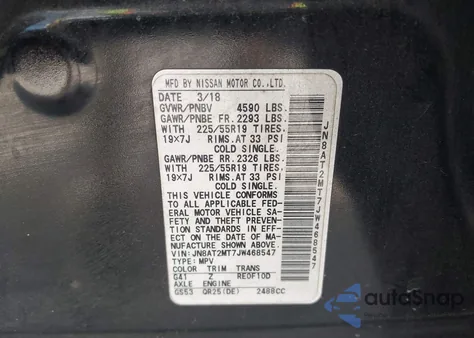 MFD BY NISSAN MOTOR CO.,LTD.
DATE 3/18
GVWR/PNBV 4590 LBS.
GAWR/PNBE FR. 2293 LBS.
WITH 225/55R19 TIRES.
19×7J RIMS.AT 33 PSI
COLD SINGLE.
GAWR/PNBE RR. 2326 LBS.
WITH 225/55R19 TIRES.
19×7J RIMS.AT 33 PSI
COLD SINGLE.
THIS VEHICLE CONFORMS
TO ALL APPLICABLE FED-
ERAL MOTOR VEHICLE SA-
FETY AND THEFT PREVEN-
TION STANDARDS IN EFF-
ECT ON THE DATE OF MA-
NUFACTURE SHOWN ABOVE.
VIN:JN8AT2MT7JW468547
TYPE:MPV
COLOR TRIM TRANS
G41 Z RE0F10D
AXLE ENGINE
GS53 QR25(DE) 2488CC
JN8AT2MT7JW468547
autoSnap